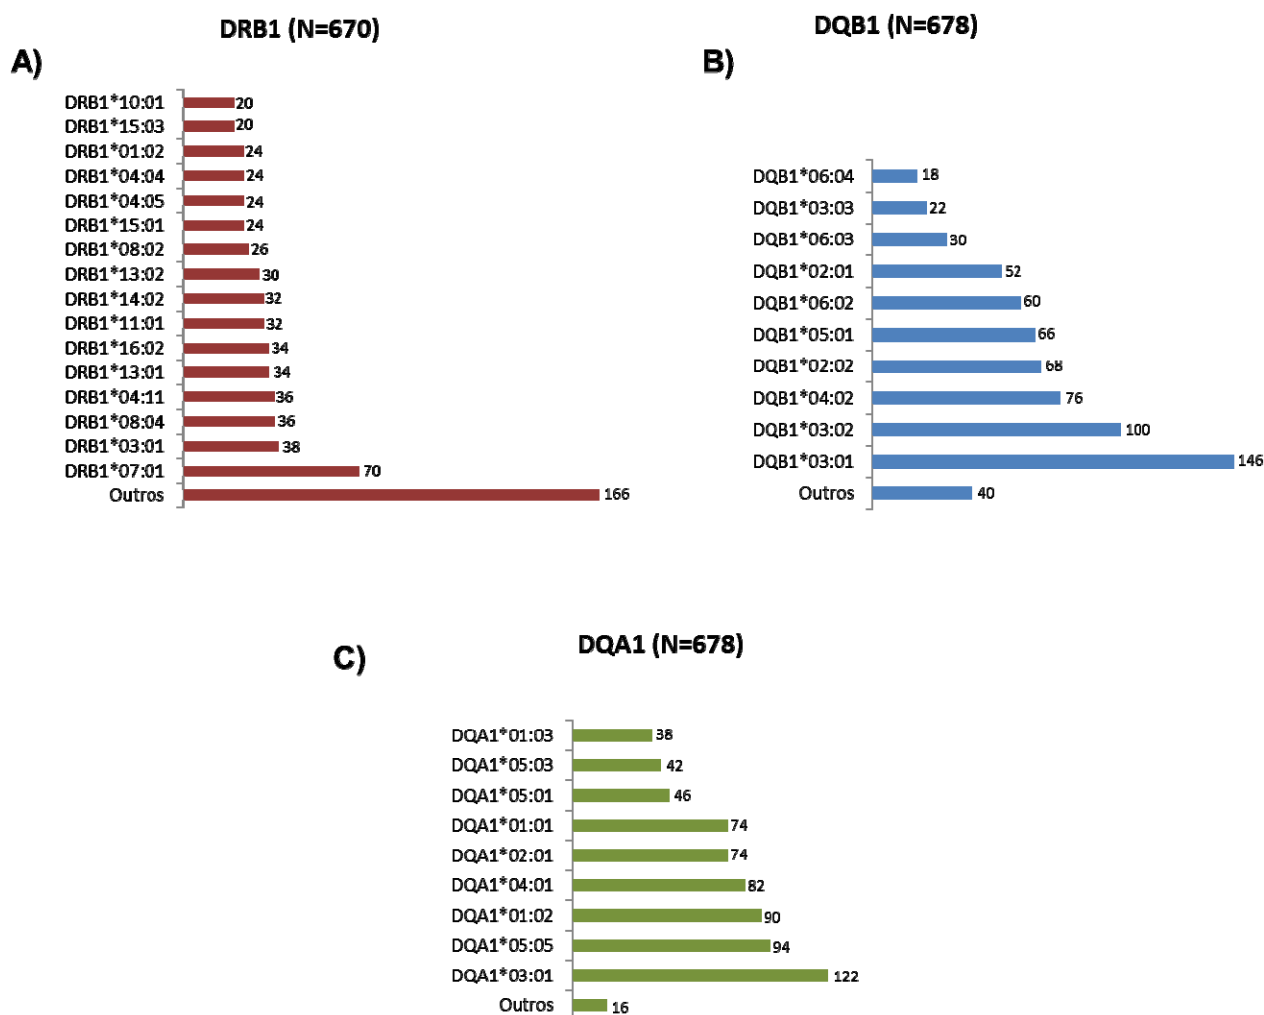 DRB1 (N=670)
A)
DRB1*10:01 20
DRB1*15:03 20
DRB1*01:02 24
DRB1*04:04 24
DRB1*04:05 24
DRB1*15:01 24
DRB1*08:02 26
DRB1*13:02 30
DRB1*14:02 32
DRB1*11:01 32
DRB1*16:02 34
DRB1*13:01 34
DRB1*04:11 36
DRB1*08:04 36
DRB1*03:01 38
DRB1*07:01 70
Outros 166
DQB1 (N=678)
B)
DQB1*06:04 18
DQB1*03:03 22
DQB1*06:03 30
DQB1*02:01 52
DQB1*06:02 60
DQB1*05:01 66
DQB1*02:02 68
DQB1*04:02 76
DQB1*03:02 100
DQB1*03:01 146
Outros 40
DQA1 (N=678)
C)
DQA1*01:03 38
DQA1*05:03 42
DQA1*05:01 46
DQA1*01:01 74
DQA1*02:01 74
DQA1*04:01 82
DQA1*01:02 90
DQA1*05:05 94
DQA1*03:01 122
Outros 16